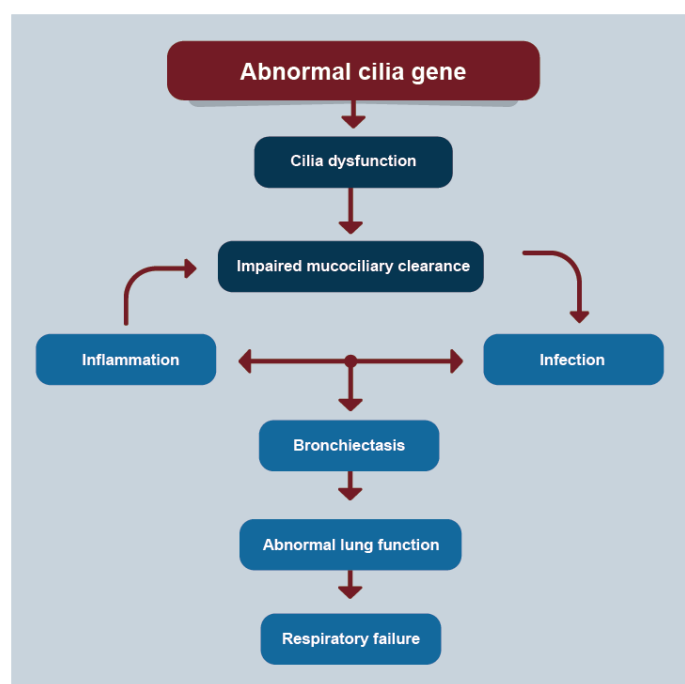 Abnormal cilia gene
Cilia dysfunction
Impaired mucociliary clearance
Inflammation
Infection
Bronchiectasis
Abnormal lung function
Respiratory failure